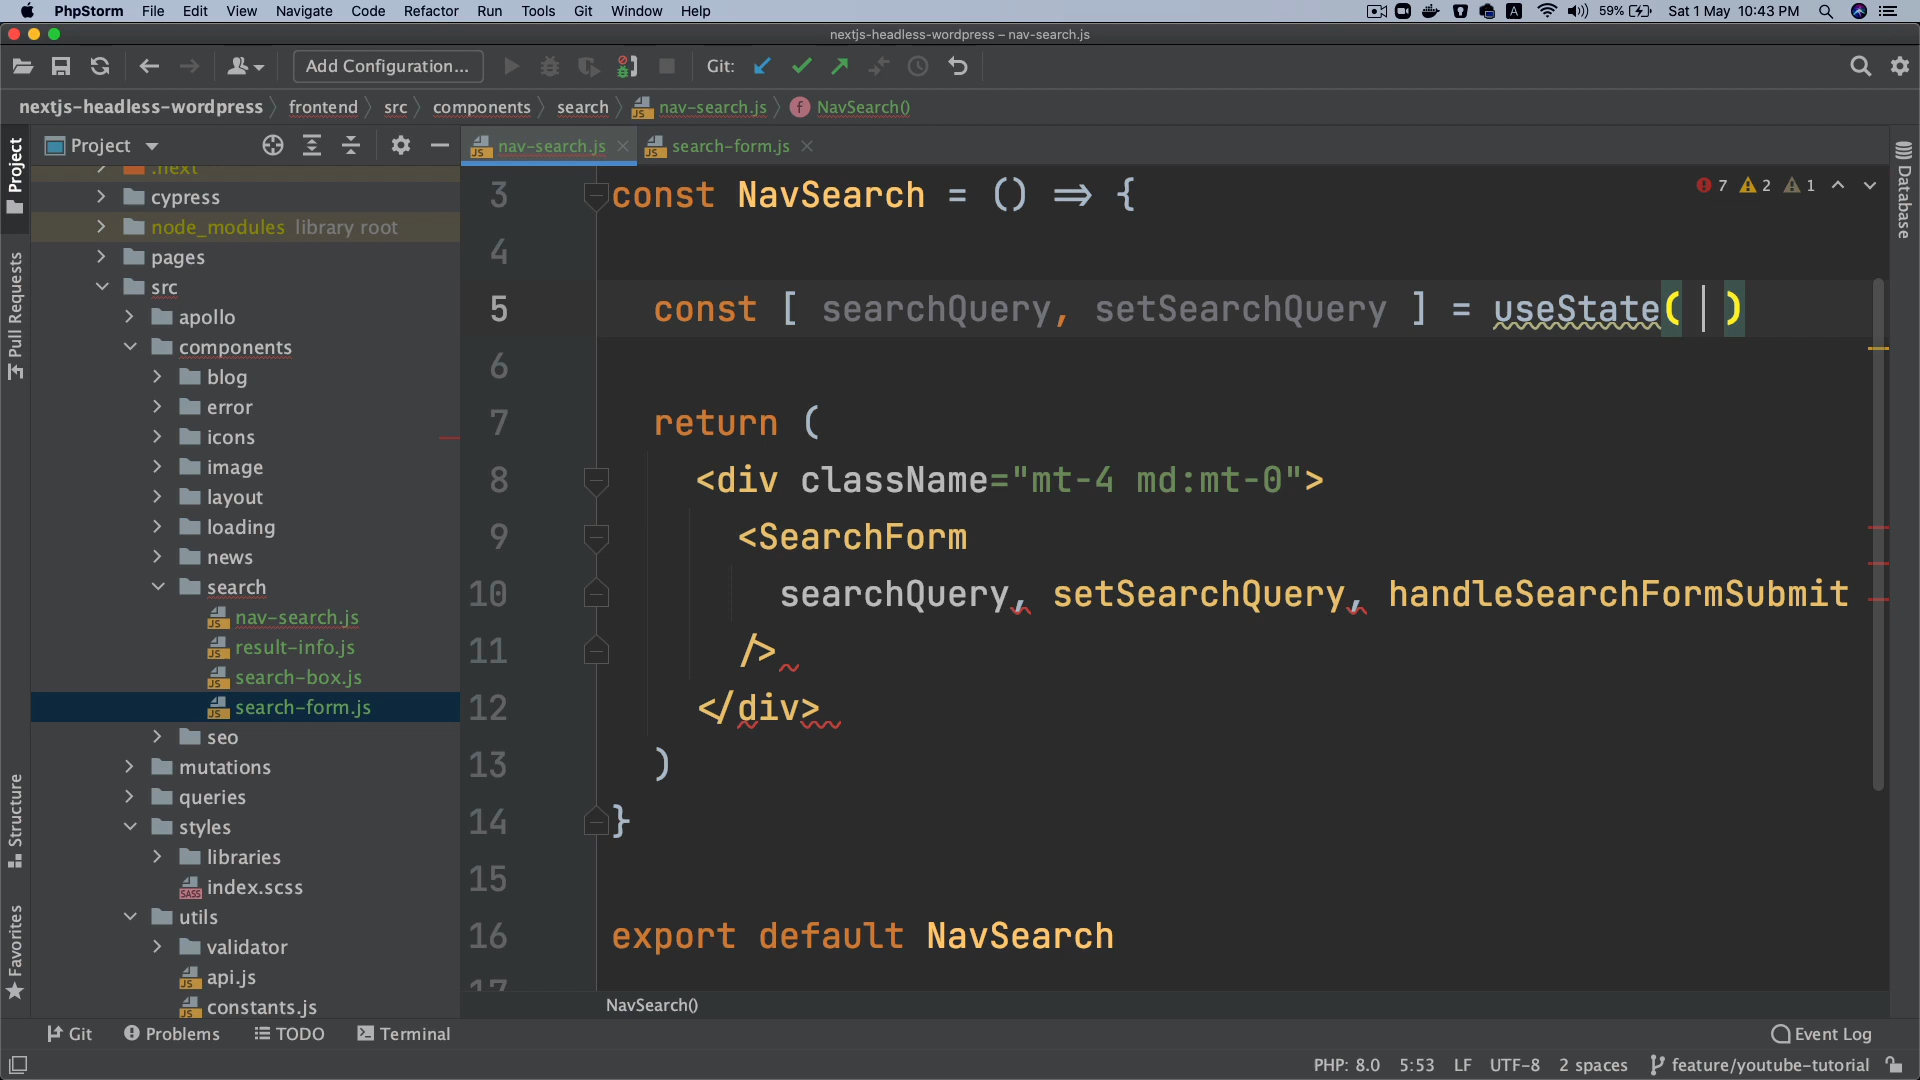 PhpStorm File Edit View Navigate Code Refactor Run Tools Git Window Help A 59% Sat 1 May 10:43 PM
nextjs-headless-wordpress – nav-search.js
Add Configuration... Git:
nextjs-headless-wordpress frontend src components search nav-search.js f NavSearch()
Project
nav-search.js
search-form.js
Project
Pull Requests
Structure
Favorites
.next
cypress
node_modules library root
pages
src
apollo
components
blog
error
icons
image
layout
loading
news
search
nav-search.js
result-info.js
search-box.js
search-form.js
seo
mutations
queries
styles
libraries
index.scss
utils
validator
api.js
constants.js
7 2 1
3 const NavSearch = () => {
4
5 const [ searchQuery, setSearchQuery ] = useState( )
6
7 return (
8 <div className="mt-4 md:mt-0">
9 <SearchForm
10 searchQuery, setSearchQuery, handleSearchFormSubmit
11 />
12 </div>
13 )
14 }
15
16 export default NavSearch
17
NavSearch()
Database
Git Problems TODO Terminal Event Log
PHP: 8.0 5:53 LF UTF-8 2 spaces feature/youtube-tutorial